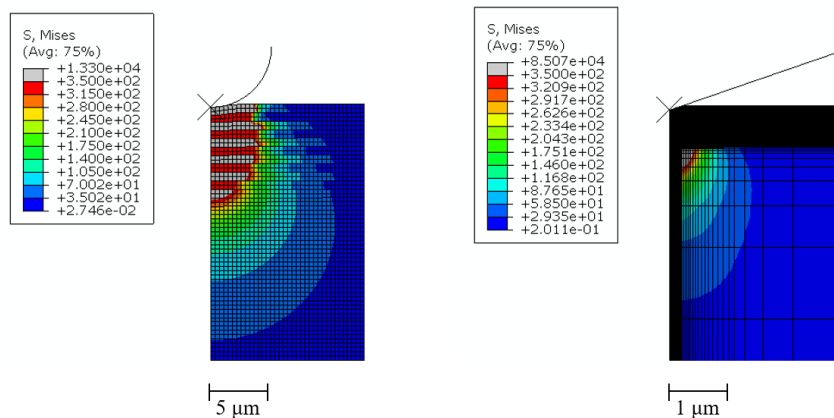 S, Mises
(Avg: 75%)
+1.330e+04
+3.500e+02
+3.150e+02
+2.800e+02
+2.450e+02
+2.100e+02
+1.750e+02
+1.400e+02
+1.050e+02
+7.002e+01
+3.502e+01
+2.746e-02
5 µm
S, Mises
(Avg: 75%)
+8.507e+04
+3.500e+02
+3.209e+02
+2.917e+02
+2.626e+02
+2.334e+02
+2.043e+02
+1.751e+02
+1.460e+02
+1.168e+02
+8.765e+01
+5.850e+01
+2.935e+01
+2.011e-01
1 µm